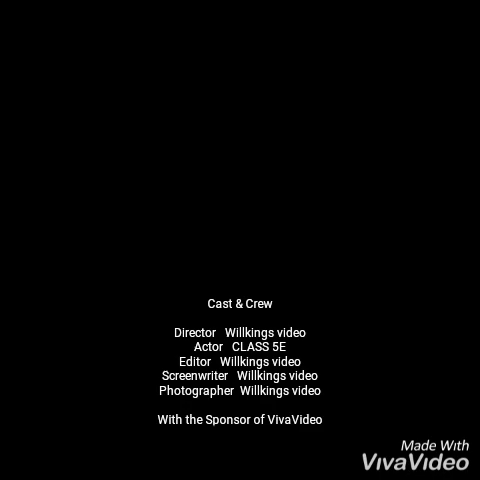 Cast & Crew
Director Willkings video
Actor CLASS 5E
Editor Willkings video
Screenwriter Willkings video
Photographer Willkings video
With the Sponsor of VivaVideo
Made With
VivaVideo